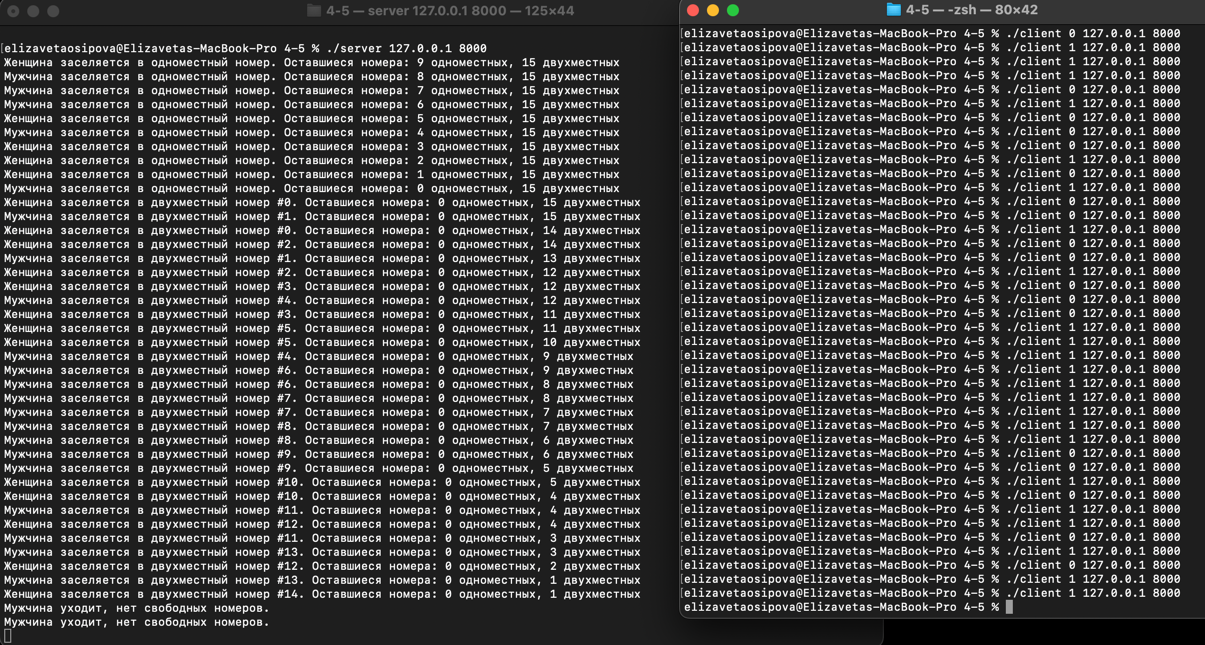 4-5 — server 127.0.0.1 8000 — 125×44
[elizavetaosipova@Elizavetas-MacBook-Pro 4-5 % ./server 127.0.0.1 8000
Женщина заселяется в одноместный номер. Оставшиеся номера: 9 одноместных, 15 двухместных
Мужчина заселяется в одноместный номер. Оставшиеся номера: 8 одноместных, 15 двухместных
Мужчина заселяется в одноместный номер. Оставшиеся номера: 7 одноместных, 15 двухместных
Мужчина заселяется в одноместный номер. Оставшиеся номера: 6 одноместных, 15 двухместных
Женщина заселяется в одноместный номер. Оставшиеся номера: 5 одноместных, 15 двухместных
Мужчина заселяется в одноместный номер. Оставшиеся номера: 4 одноместных, 15 двухместных
Женщина заселяется в одноместный номер. Оставшиеся номера: 3 одноместных, 15 двухместных
Мужчина заселяется в одноместный номер. Оставшиеся номера: 2 одноместных, 15 двухместных
Женщина заселяется в одноместный номер. Оставшиеся номера: 1 одноместных, 15 двухместных
Мужчина заселяется в одноместный номер. Оставшиеся номера: 0 одноместных, 15 двухместных
Женщина заселяется в двухместный номер #0. Оставшиеся номера: 0 одноместных, 15 двухместных
Мужчина заселяется в двухместный номер #1. Оставшиеся номера: 0 одноместных, 15 двухместных
Женщина заселяется в двухместный номер #0. Оставшиеся номера: 0 одноместных, 14 двухместных
Женщина заселяется в двухместный номер #2. Оставшиеся номера: 0 одноместных, 14 двухместных
Мужчина заселяется в двухместный номер #1. Оставшиеся номера: 0 одноместных, 13 двухместных
Женщина заселяется в двухместный номер #2. Оставшиеся номера: 0 одноместных, 12 двухместных
Женщина заселяется в двухместный номер #3. Оставшиеся номера: 0 одноместных, 12 двухместных
Мужчина заселяется в двухместный номер #4. Оставшиеся номера: 0 одноместных, 12 двухместных
Женщина заселяется в двухместный номер #3. Оставшиеся номера: 0 одноместных, 11 двухместных
Женщина заселяется в двухместный номер #5. Оставшиеся номера: 0 одноместных, 11 двухместных
Женщина заселяется в двухместный номер #5. Оставшиеся номера: 0 одноместных, 10 двухместных
Мужчина заселяется в двухместный номер #4. Оставшиеся номера: 0 одноместных, 9 двухместных
Мужчина заселяется в двухместный номер #6. Оставшиеся номера: 0 одноместных, 9 двухместных
Мужчина заселяется в двухместный номер #6. Оставшиеся номера: 0 одноместных, 8 двухместных
Мужчина заселяется в двухместный номер #7. Оставшиеся номера: 0 одноместных, 8 двухместных
Мужчина заселяется в двухместный номер #7. Оставшиеся номера: 0 одноместных, 7 двухместных
Мужчина заселяется в двухместный номер #8. Оставшиеся номера: 0 одноместных, 7 двухместных
Мужчина заселяется в двухместный номер #8. Оставшиеся номера: 0 одноместных, 6 двухместных
Мужчина заселяется в двухместный номер #9. Оставшиеся номера: 0 одноместных, 6 двухместных
Мужчина заселяется в двухместный номер #9. Оставшиеся номера: 0 одноместных, 5 двухместных
Женщина заселяется в двухместный номер #10. Оставшиеся номера: 0 одноместных, 5 двухместных
Женщина заселяется в двухместный номер #10. Оставшиеся номера: 0 одноместных, 4 двухместных
Мужчина заселяется в двухместный номер #11. Оставшиеся номера: 0 одноместных, 4 двухместных
Женщина заселяется в двухместный номер #12. Оставшиеся номера: 0 одноместных, 4 двухместных
Мужчина заселяется в двухместный номер #11. Оставшиеся номера: 0 одноместных, 3 двухместных
Мужчина заселяется в двухместный номер #13. Оставшиеся номера: 0 одноместных, 3 двухместных
Женщина заселяется в двухместный номер #12. Оставшиеся номера: 0 одноместных, 2 двухместных
Мужчина заселяется в двухместный номер #13. Оставшиеся номера: 0 одноместных, 1 двухместных
Женщина заселяется в двухместный номер #14. Оставшиеся номера: 0 одноместных, 1 двухместных
Мужчина уходит, нет свободных номеров.
Мужчина уходит, нет свободных номеров.
4-5 — -zsh — 80×42
[elizavetaosipova@Elizavetas-MacBook-Pro 4-5 % ./client 0 127.0.0.1 8000
[elizavetaosipova@Elizavetas-MacBook-Pro 4-5 % ./client 0 127.0.0.1 8000
[elizavetaosipova@Elizavetas-MacBook-Pro 4-5 % ./client 1 127.0.0.1 8000
[elizavetaosipova@Elizavetas-MacBook-Pro 4-5 % ./client 1 127.0.0.1 8000
[elizavetaosipova@Elizavetas-MacBook-Pro 4-5 % ./client 0 127.0.0.1 8000
[elizavetaosipova@Elizavetas-MacBook-Pro 4-5 % ./client 1 127.0.0.1 8000
[elizavetaosipova@Elizavetas-MacBook-Pro 4-5 % ./client 0 127.0.0.1 8000
[elizavetaosipova@Elizavetas-MacBook-Pro 4-5 % ./client 0 127.0.0.1 8000
[elizavetaosipova@Elizavetas-MacBook-Pro 4-5 % ./client 0 127.0.0.1 8000
[elizavetaosipova@Elizavetas-MacBook-Pro 4-5 % ./client 1 127.0.0.1 8000
[elizavetaosipova@Elizavetas-MacBook-Pro 4-5 % ./client 0 127.0.0.1 8000
[elizavetaosipova@Elizavetas-MacBook-Pro 4-5 % ./client 1 127.0.0.1 8000
[elizavetaosipova@Elizavetas-MacBook-Pro 4-5 % ./client 0 127.0.0.1 8000
[elizavetaosipova@Elizavetas-MacBook-Pro 4-5 % ./client 1 127.0.0.1 8000
[elizavetaosipova@Elizavetas-MacBook-Pro 4-5 % ./client 0 127.0.0.1 8000
[elizavetaosipova@Elizavetas-MacBook-Pro 4-5 % ./client 0 127.0.0.1 8000
[elizavetaosipova@Elizavetas-MacBook-Pro 4-5 % ./client 0 127.0.0.1 8000
[elizavetaosipova@Elizavetas-MacBook-Pro 4-5 % ./client 1 127.0.0.1 8000
[elizavetaosipova@Elizavetas-MacBook-Pro 4-5 % ./client 0 127.0.0.1 8000
[elizavetaosipova@Elizavetas-MacBook-Pro 4-5 % ./client 1 127.0.0.1 8000
[elizavetaosipova@Elizavetas-MacBook-Pro 4-5 % ./client 0 127.0.0.1 8000
[elizavetaosipova@Elizavetas-MacBook-Pro 4-5 % ./client 1 127.0.0.1 8000
[elizavetaosipova@Elizavetas-MacBook-Pro 4-5 % ./client 0 127.0.0.1 8000
[elizavetaosipova@Elizavetas-MacBook-Pro 4-5 % ./client 1 127.0.0.1 8000
[elizavetaosipova@Elizavetas-MacBook-Pro 4-5 % ./client 1 127.0.0.1 8000
[elizavetaosipova@Elizavetas-MacBook-Pro 4-5 % ./client 1 127.0.0.1 8000
[elizavetaosipova@Elizavetas-MacBook-Pro 4-5 % ./client 1 127.0.0.1 8000
[elizavetaosipova@Elizavetas-MacBook-Pro 4-5 % ./client 1 127.0.0.1 8000
[elizavetaosipova@Elizavetas-MacBook-Pro 4-5 % ./client 1 127.0.0.1 8000
[elizavetaosipova@Elizavetas-MacBook-Pro 4-5 % ./client 1 127.0.0.1 8000
[elizavetaosipova@Elizavetas-MacBook-Pro 4-5 % ./client 1 127.0.0.1 8000
[elizavetaosipova@Elizavetas-MacBook-Pro 4-5 % ./client 1 127.0.0.1 8000
[elizavetaosipova@Elizavetas-MacBook-Pro 4-5 % ./client 1 127.0.0.1 8000
[elizavetaosipova@Elizavetas-MacBook-Pro 4-5 % ./client 0 127.0.0.1 8000
[elizavetaosipova@Elizavetas-MacBook-Pro 4-5 % ./client 1 127.0.0.1 8000
[elizavetaosipova@Elizavetas-MacBook-Pro 4-5 % ./client 0 127.0.0.1 8000
[elizavetaosipova@Elizavetas-MacBook-Pro 4-5 % ./client 0 127.0.0.1 8000
[elizavetaosipova@Elizavetas-MacBook-Pro 4-5 % ./client 1 127.0.0.1 8000
[elizavetaosipova@Elizavetas-MacBook-Pro 4-5 % ./client 0 127.0.0.1 8000
[elizavetaosipova@Elizavetas-MacBook-Pro 4-5 % ./client 1 127.0.0.1 8000
[elizavetaosipova@Elizavetas-MacBook-Pro 4-5 % ./client 1 127.0.0.1 8000
elizavetaosipova@Elizavetas-MacBook-Pro 4-5 %